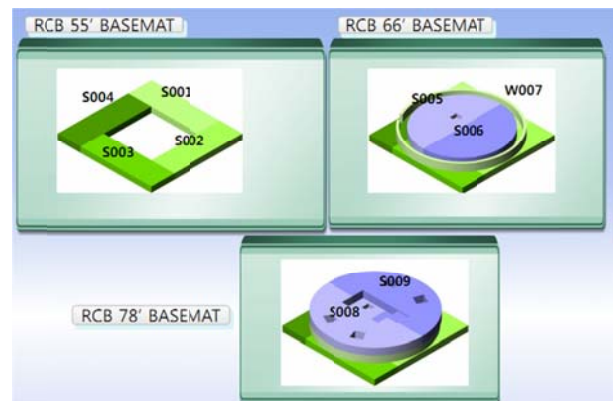 RCB 55' BASEMAT
S004
S001
S003
S002
RCB 66' BASEMAT
S005
W007
S006
RCB 78' BASEMAT
S009
S008